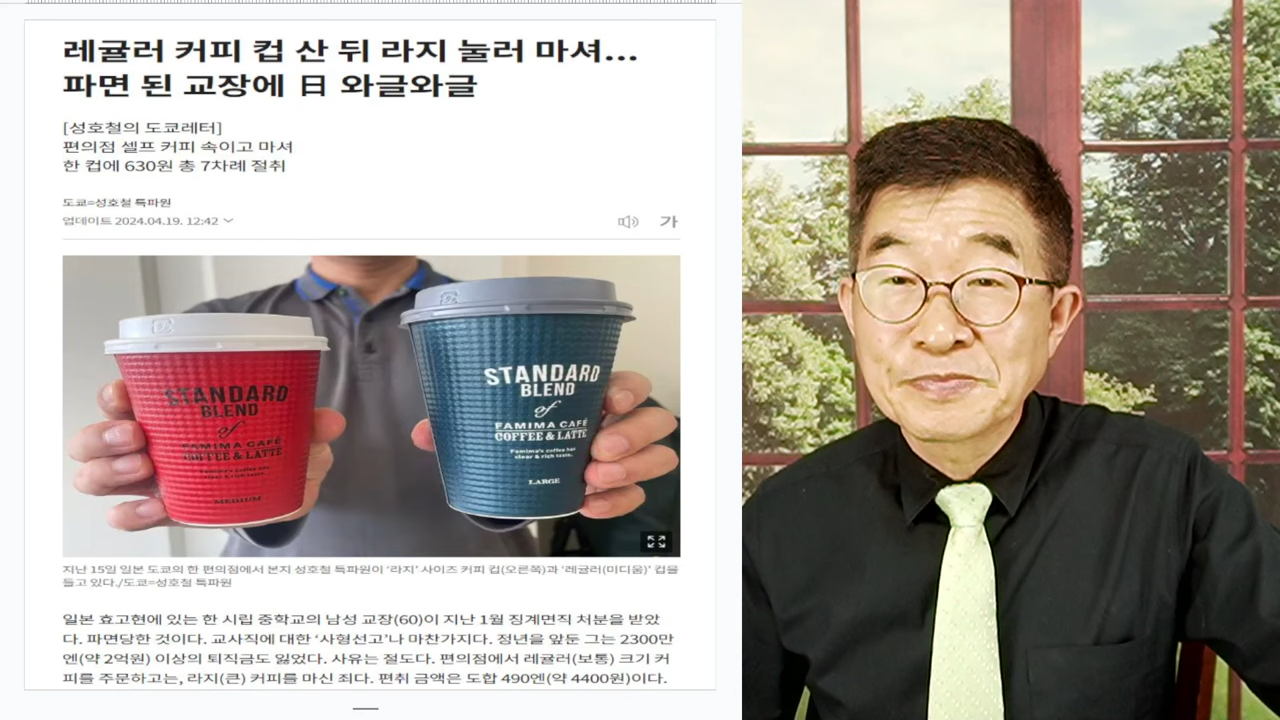 레귤러 커피 컵 산 뒤 라지 눌러 마셔...
파면 된 교장에 日 와글와글
[성호철의 도쿄레터]
편의점 셀프 커피 속이고 마셔
한 컵에 630원 총 7차례 절취
도쿄=성호철 특파원
업데이트 2024.04.19. 12:42
가
STANDARD
BLEND
of
FAMIMA CAFÉ
COFFEE & LATTE
Famima's coffee has
clear & rich taste.
MEDIUM
STANDARD
BLEND
of
FAMIMA CAFÉ
COFFEE & LATTE
Famima's coffee has
clear & rich taste.
LARGE
지난 15일 일본 도쿄의 한 편의점에서 본지 성호철 특파원이 '라지' 사이즈 커피 컵(오른쪽)과 '레귤러(미디움)' 컵을
들고 있다./도쿄=성호철 특파원
일본 효고현에 있는 한 시립 중학교의 남성 교장(60)이 지난 1월 징계면직 처분을 받았
다. 파면당한 것이다. 교사직에 대한 '사형선고'나 마찬가지다. 정년을 앞둔 그는 2300만
엔(약 2억원) 이상의 퇴직금도 잃었다. 사유는 절도다. 편의점에서 레귤러(보통) 크기 커
피를 주문하고는, 라지(큰) 커피를 마신 죄다. 편취 금액은 도합 490엔(약 4400원)이다.